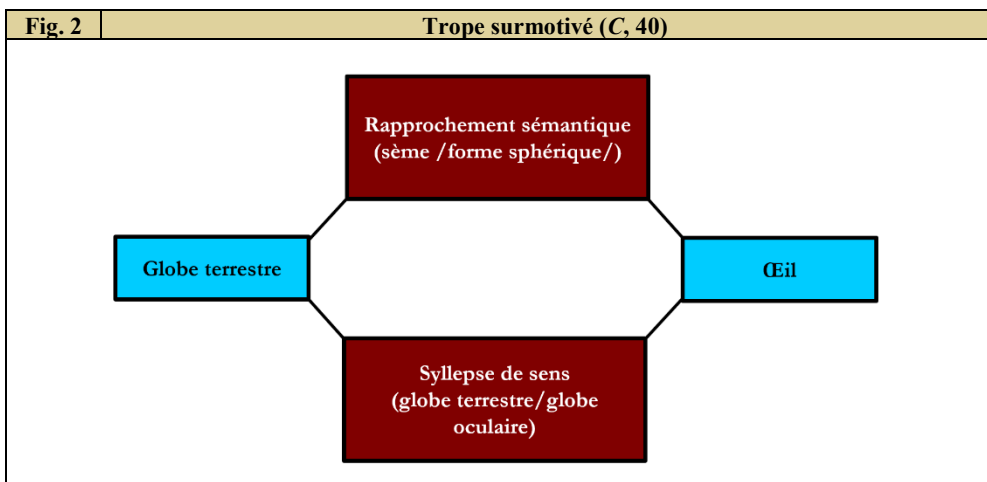 Fig. 2
Trope surmotivé (C, 40)
Rapprochement sémantique
(sème /forme sphérique/)
Globe terrestre
Œil
Syllepse de sens
(globe terrestre/globe
oculaire)